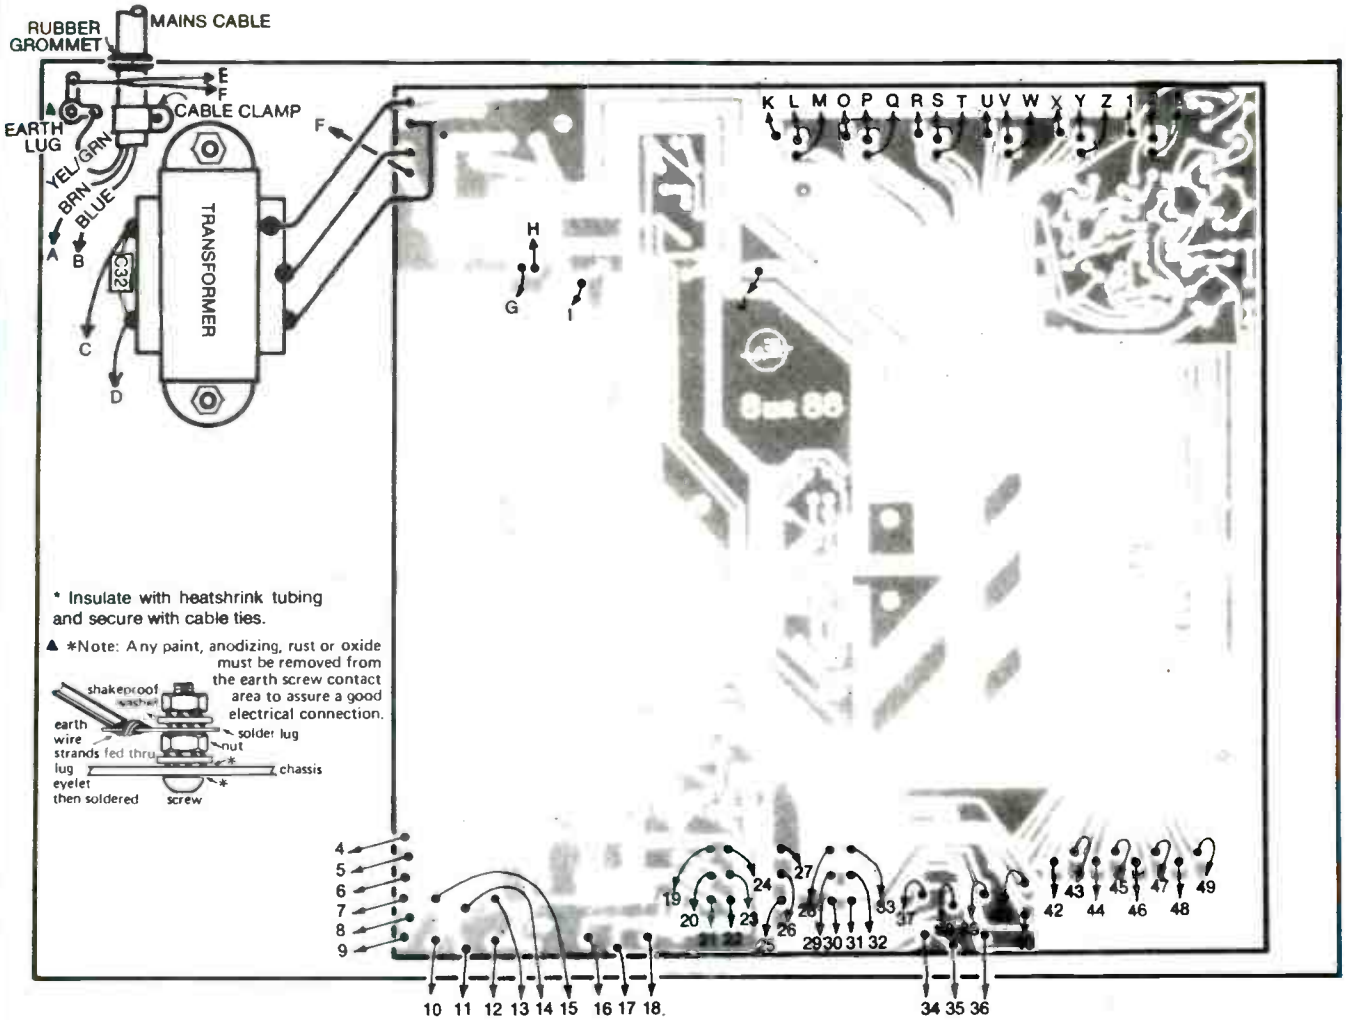 MAINS CABLE
RUBBER
GROMMET
E
F
CABLE CLAMP
EARTH
LUG
YEL/GRN
BRN
BLUE
A
B
C32
C
D
TRANSFORMER
F
K L M O P Q R S T U V W X Y Z 1
H
G
I
* Insulate with heatshrink tubing
and secure with cable ties.
▲ *Note: Any paint, anodizing, rust or oxide
must be removed from
the earth screw contact
area to assure a good
electrical connection.
shakeproof
washer
earth
wire
strands fed thru
lug
eyelet
then soldered
solder lug
nut
*
*
chassis
screw
4
5
6
7
8
9
10 11 12 13 14 15 16 17 18
19
20
21 22
23
24
25
26
27
29 30 31 32
33
34 35 36
37
42
43
44
45
46
47
48
49